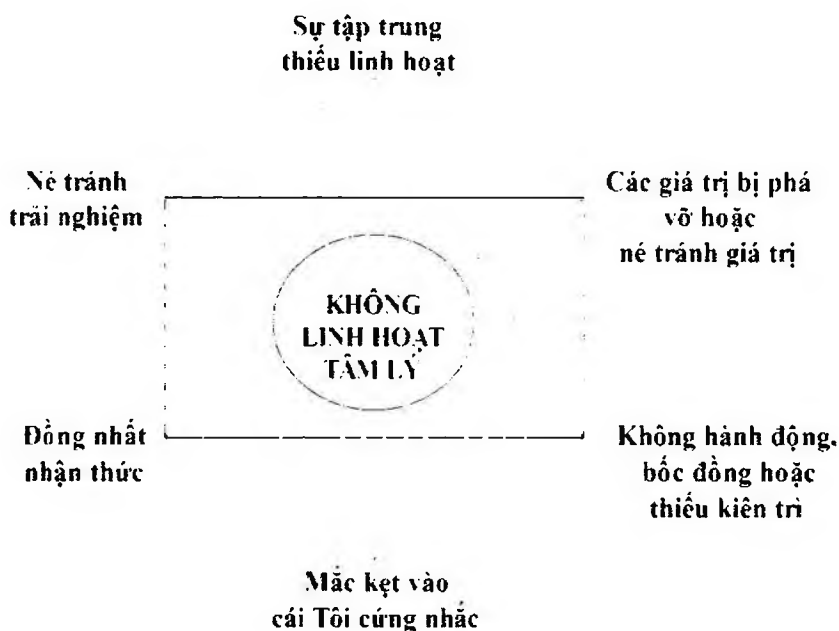 Sự tập trung
thiếu linh hoạt
Né tránh
trải nghiệm
Các giá trị bị phá
vỡ hoặc
né tránh giá trị
KHÔNG
LINH HOẠT
TÂM LÝ
Đồng nhất
nhận thức
Không hành động,
bốc đồng hoặc
thiếu kiên trì
Mắc kẹt vào
cái Tôi cứng nhắc